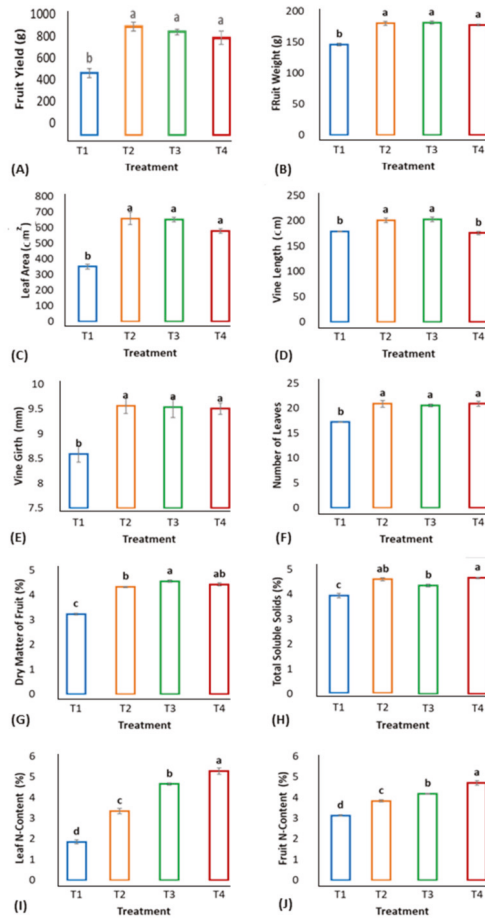 Fruit Yield (g)
1000
800
600
400
200
0
b
a
a
a
T1 T2 T3 T4
Treatment
(A)
FRuit Weight (g)
200
150
100
50
0
b
a
a
a
T1 T2 T3 T4
Treatment
(B)
Leaf Area (cm²)
700
600
500
400
300
200
100
0
b
a
a
a
T1 T2 T3 T4
Treatment
(C)
Vine Length (cm)
250
200
150
100
50
0
b
a
a
b
T1 T2 T3 T4
Treatment
(D)
Vine Girth (mm)
10
9.5
9
8.5
8
7.5
b
a
a
a
T1 T2 T3 T4
Treatment
(E)
Number of Leaves
25
20
15
10
5
0
b
a
a
a
T1 T2 T3 T4
Treatment
(F)
Dry Matter of Fruit (%)
5
4
3
2
1
0
c
b
a
ab
T1 T2 T3 T4
Treatment
(G)
Total Soluble Solids (%)
5
4
3
2
1
0
c
ab
b
a
T1 T2 T3 T4
Treatment
(H)
Leaf N-Content (%)
6
5
4
3
2
1
0
d
c
b
a
T1 T2 T3 T4
Treatment
(I)
Fruit N-Content (%)
6
5
4
3
2
1
0
d
c
b
a
T1 T2 T3 T4
Treatment
(J)